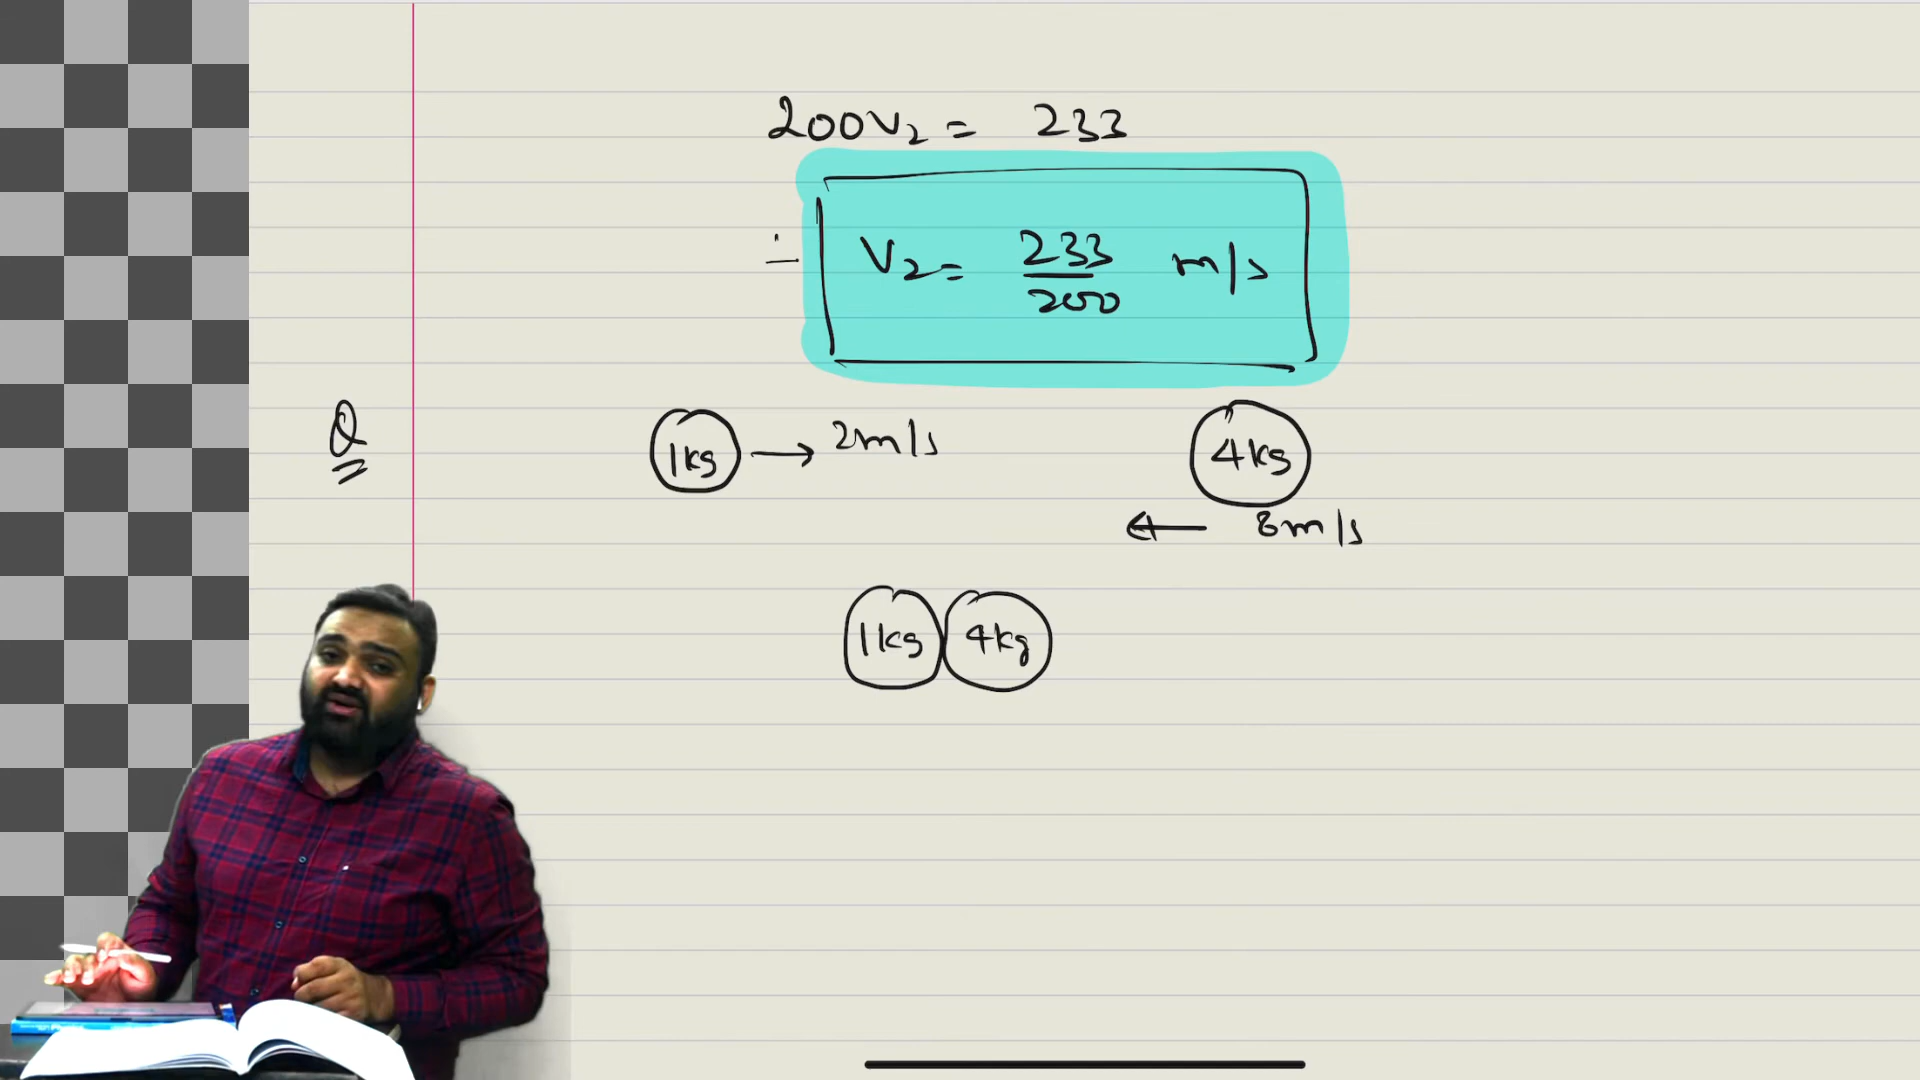 200V₂ = 233
∴ V₂ = 233/200 m/s
Q 1kg → 2m/s 4kg
← 8m/s
1kg 4kg